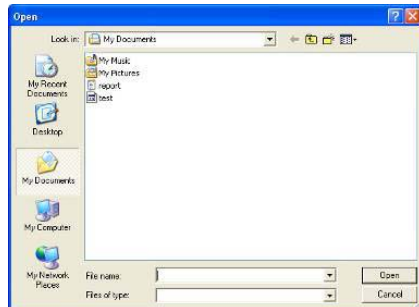 Open
Look in:
My Documents
My Recent
Documents
Desktop
My Documents
My Computer
My Network
Places
My Music
My Pictures
report
test
File name:
Open
Files of type:
Cancel